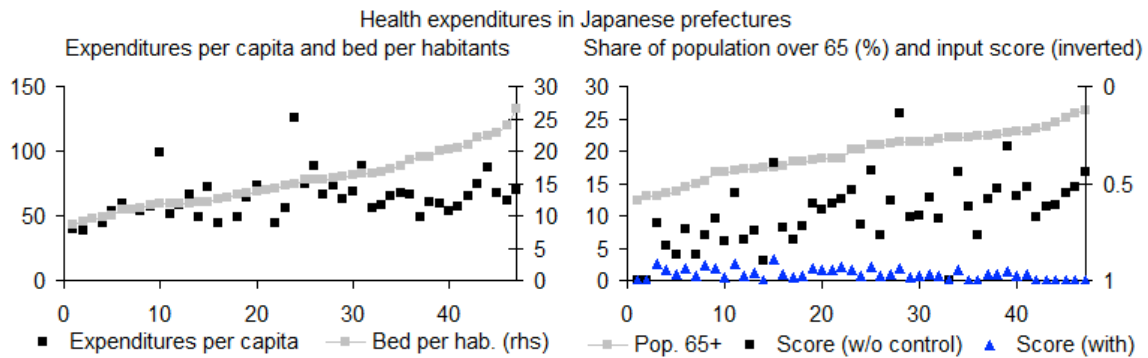 Health expenditures in Japanese prefectures
Expenditures per capita and bed per habitants
Share of population over 65 (%) and input score (inverted)
150 30 30 0
25 25
100 20 20
15 15 0.5
50 10 10
5 5
0 0 0 1
0 10 20 30 40 0 10 20 30 40
Expenditures per capita Bed per hab. (rhs)
Pop. 65+ Score (w/o control) Score (with)